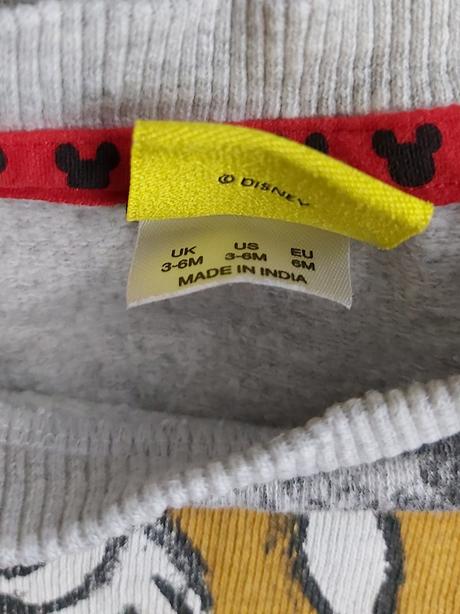 © DISNEY
UK US EU
3-6M 3-6M 6M
MADE IN INDIA